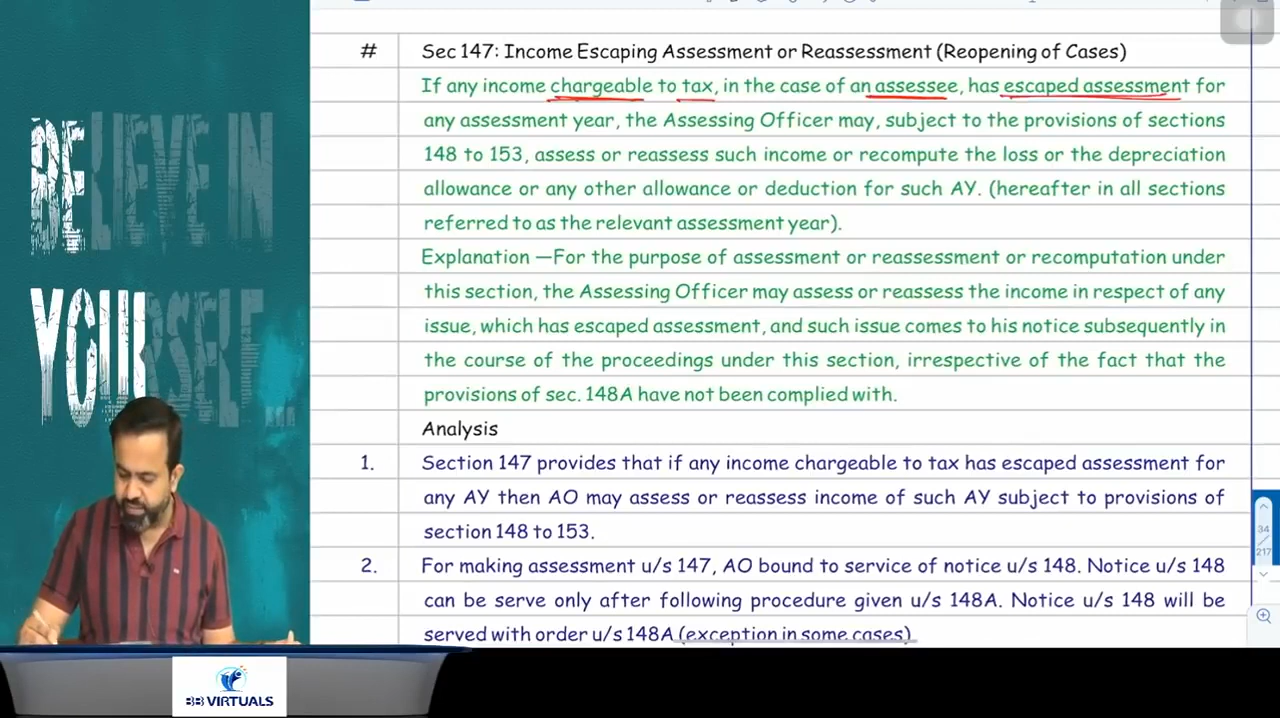 BELIEVE IN
YOURSELF...
# Sec 147: Income Escaping Assessment or Reassessment (Reopening of Cases)
If any income chargeable to tax, in the case of an assessee, has escaped assessment for
any assessment year, the Assessing Officer may, subject to the provisions of sections
148 to 153, assess or reassess such income or recompute the loss or the depreciation
allowance or any other allowance or deduction for such AY. (hereafter in all sections
referred to as the relevant assessment year).
Explanation —For the purpose of assessment or reassessment or recomputation under
this section, the Assessing Officer may assess or reassess the income in respect of any
issue, which has escaped assessment, and such issue comes to his notice subsequently in
the course of the proceedings under this section, irrespective of the fact that the
provisions of sec. 148A have not been complied with.
Analysis
1. Section 147 provides that if any income chargeable to tax has escaped assessment for
any AY then AO may assess or reassess income of such AY subject to provisions of
section 148 to 153.
2. For making assessment u/s 147, AO bound to service of notice u/s 148. Notice u/s 148
can be serve only after following procedure given u/s 148A. Notice u/s 148 will be
served with order u/s 148A (exception in some cases)
34
217
BB VIRTUALS